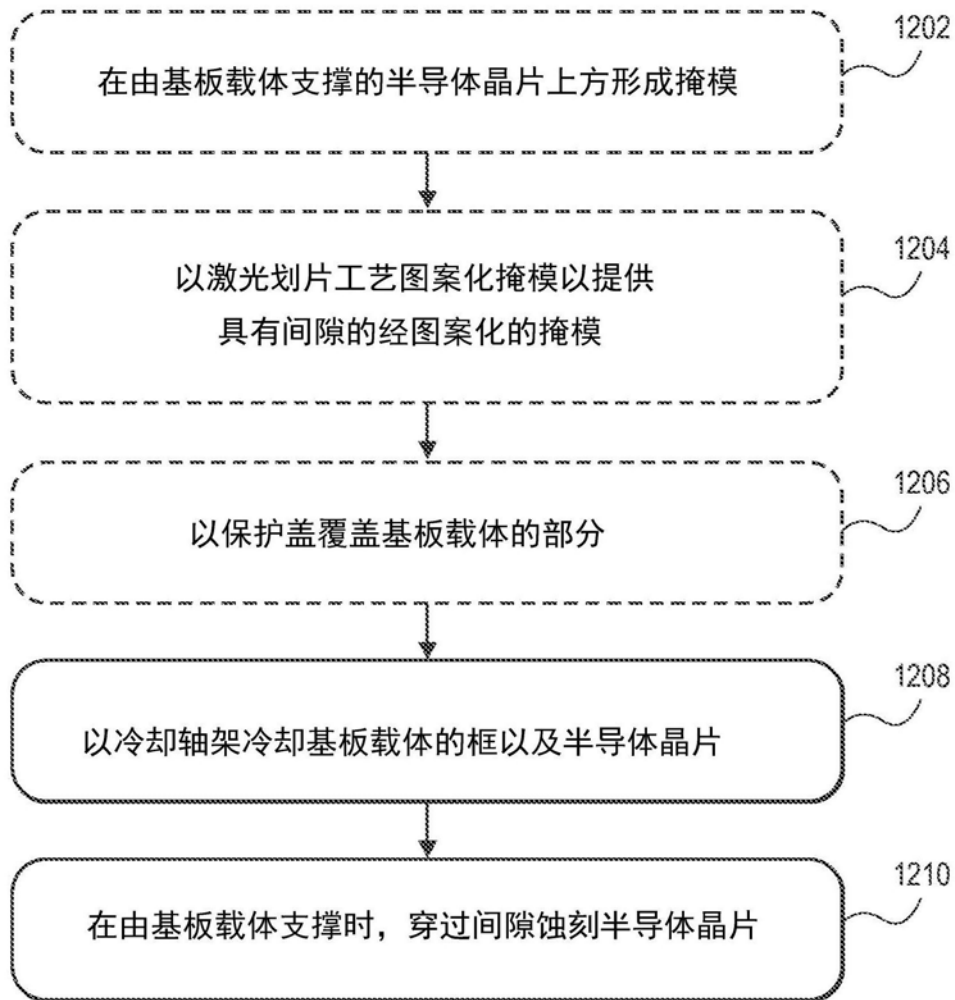 1202
在由基板载体支撑的半导体晶片上方形成掩模
1204
以激光划片工艺图案化掩模以提供
具有间隙的经图案化的掩模
1206
以保护盖覆盖基板载体的部分
1208
以冷却轴架冷却基板载体的框以及半导体晶片
1210
在由基板载体支撑时，穿过间隙蚀刻半导体晶片